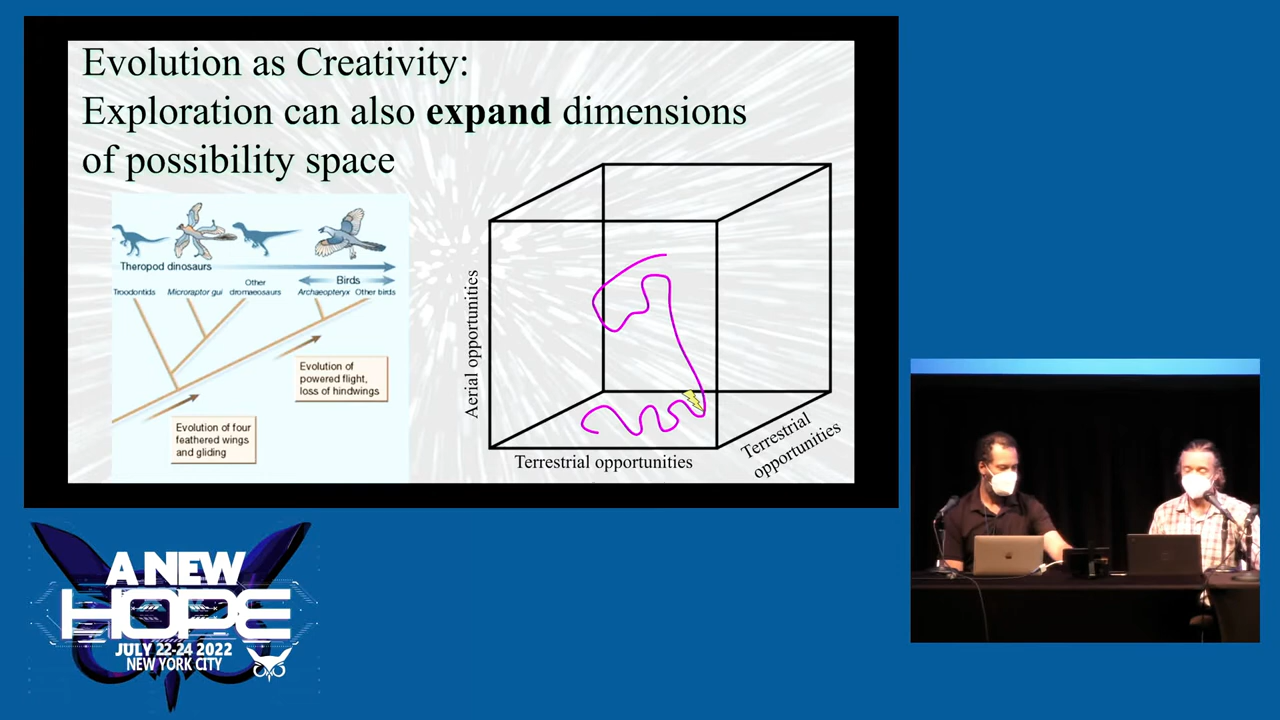 Evolution as Creativity:
Exploration can also expand dimensions
of possibility space
Theropod dinosaurs
Birds
Troodontids
Microraptor gui
Other
dromaeosaurs
Archaeopteryx
Other birds
Evolution of
powered flight,
loss of hindwings
Evolution of four
feathered wings
and gliding
Aerial opportunities
Terrestrial opportunities
Terrestrial
opportunities
A NEW
HOPE
JULY 22-24 2022
NEW YORK CITY